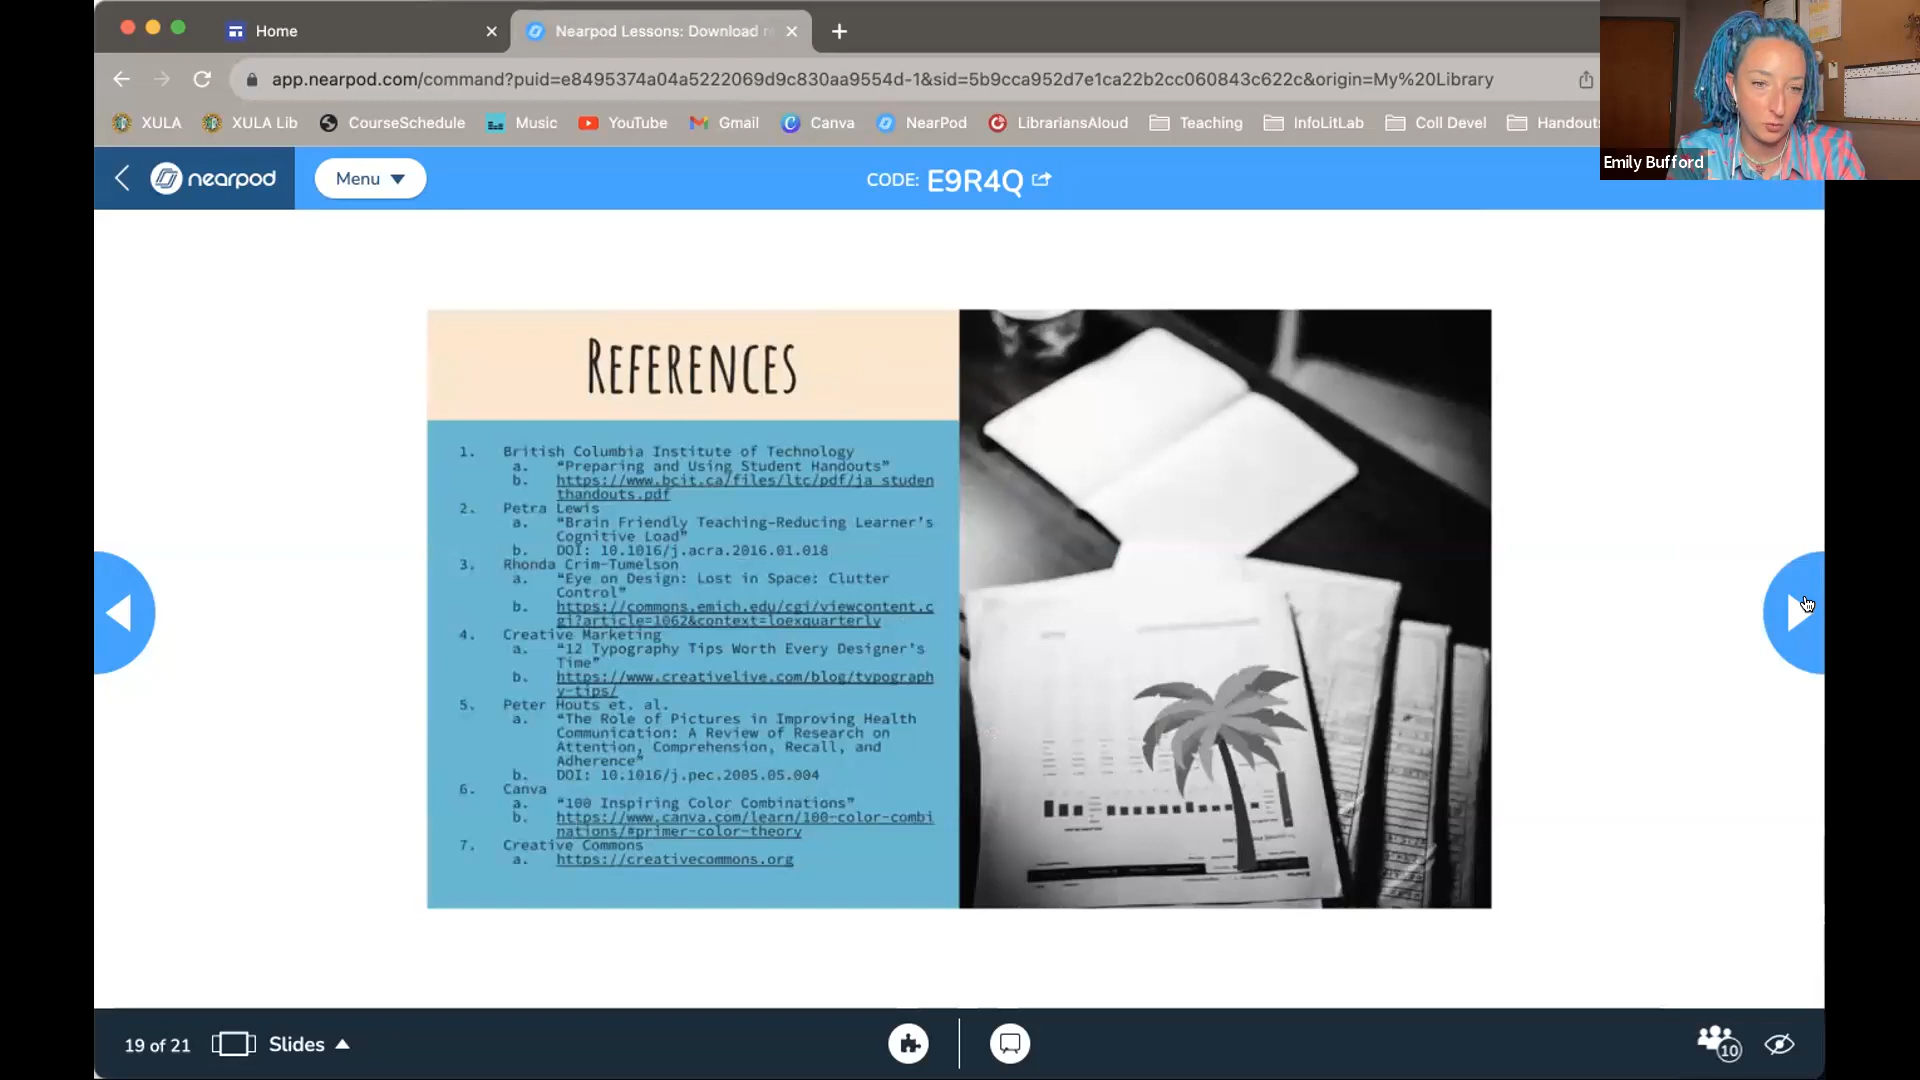 Home
Nearpod Lessons: Download
app.nearpod.com/command?puid=e8495374a04a5222069d9c830aa9554d-1&sid=5b9cca952d7e1ca22b2cc060843c622c&origin=My%20Library
XULA XULA Lib CourseSchedule Music YouTube Gmail Canva NearPod LibrariansAloud Teaching InfoLitLab Coll Devel Handouts
Emily Bufford
nearpod
Menu
CODE: E9R4Q
REFERENCES
1. British Columbia Institute of Technology
a. “Preparing and Using Student Handouts”
b. https://www.bcit.ca/files/ltc/pdf/ja_studen
thandouts.pdf
2. Petra Lewis
a. “Brain Friendly Teaching–Reducing Learner’s
Cognitive Load”
b. DOI: 10.1016/j.acra.2016.01.018
3. Rhonda Crim-Tumelson
a. “Eye on Design: Lost in Space: Clutter
Control”
b. https://commons.emich.edu/cgi/viewcontent.c
gi?article=1062&context=loexquarterly
4. Creative Marketing
a. “12 Typography Tips Worth Every Designer’s
Time”
b. https://www.creativelive.com/blog/typograph
y-tips/
5. Peter Houts et. al.
a. “The Role of Pictures in Improving Health
Communication: A Review of Research on
Attention, Comprehension, Recall, and
Adherence”
b. DOI: 10.1016/j.pec.2005.05.004
6. Canva
a. “100 Inspiring Color Combinations”
b. https://www.canva.com/learn/100-color-combi
nations/#primer-color-theory
7. Creative Commons
a. https://creativecommons.org
19 of 21
Slides
10